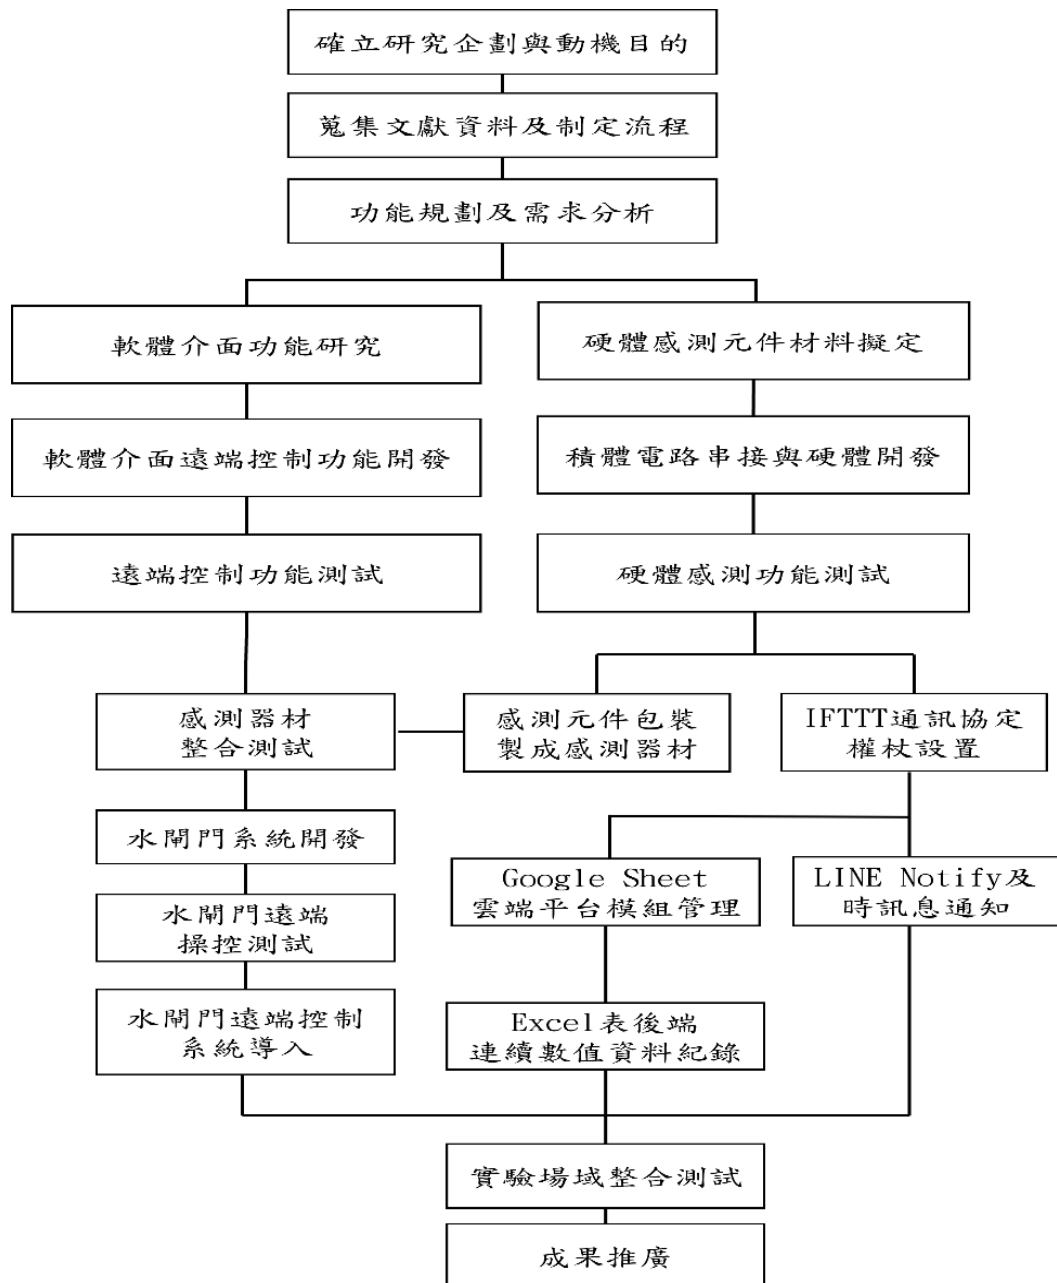 確立研究企劃與動機目的
蒐集文獻資料及制定流程
功能規劃及需求分析
軟體介面功能研究
硬體感測元件材料擬定
軟體介面遠端控制功能開發
積體電路串接與硬體開發
遠端控制功能測試
硬體感測功能測試
感測器材
整合測試
感測元件包裝
製成感測器材
IFTTT通訊協定
權杖設置
水閘門系統開發
Google Sheet
雲端平台模組管理
LINE Notify及
時訊息通知
水閘門遠端
操控測試
水閘門遠端控制
系統導入
Excel表後端
連續數值資料紀錄
實驗場域整合測試
成果推廣